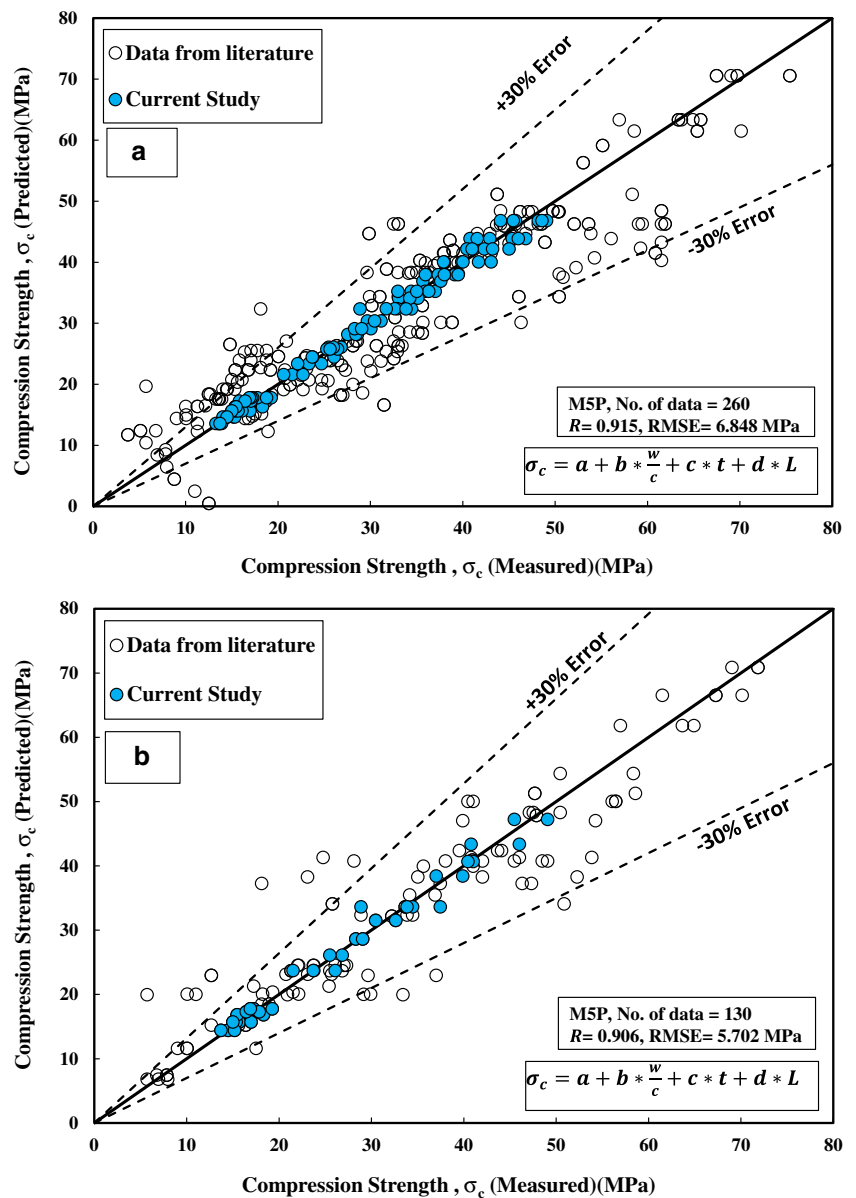 80
70
60
50
40
30
20
10
0
Compression Strength , σc (Predicted)(MPa)
Data from literature
Current Study
a
+30% Error
-30% Error
M5P, No. of data = 260
R= 0.915, RMSE= 6.848 MPa
σc = a + b * w/c + c * t + d * L
0 10 20 30 40 50 60 70 80
Compression Strength , σc (Measured)(MPa)
80
70
60
50
40
30
20
10
0
Compression Strength , σc (Predicted)(MPa)
Data from literature
Current Study
b
+30% Error
-30% Error
M5P, No. of data = 130
R= 0.906, RMSE= 5.702 MPa
σc = a + b * w/c + c * t + d * L
0 10 20 30 40 50 60 70 80
Compression Strength , σc (Measured)(MPa)